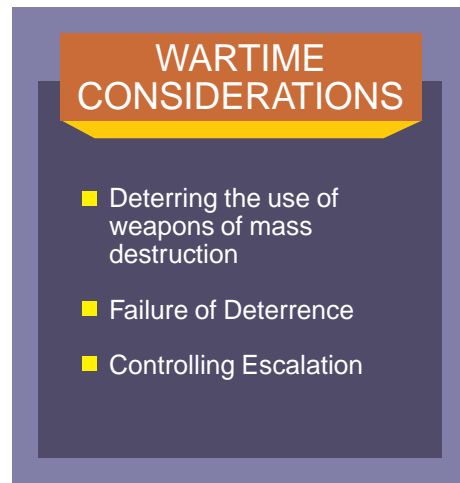 WARTIME
CONSIDERATIONS
Deterring the use of
weapons of mass
destruction
Failure of Deterrence
Controlling Escalation